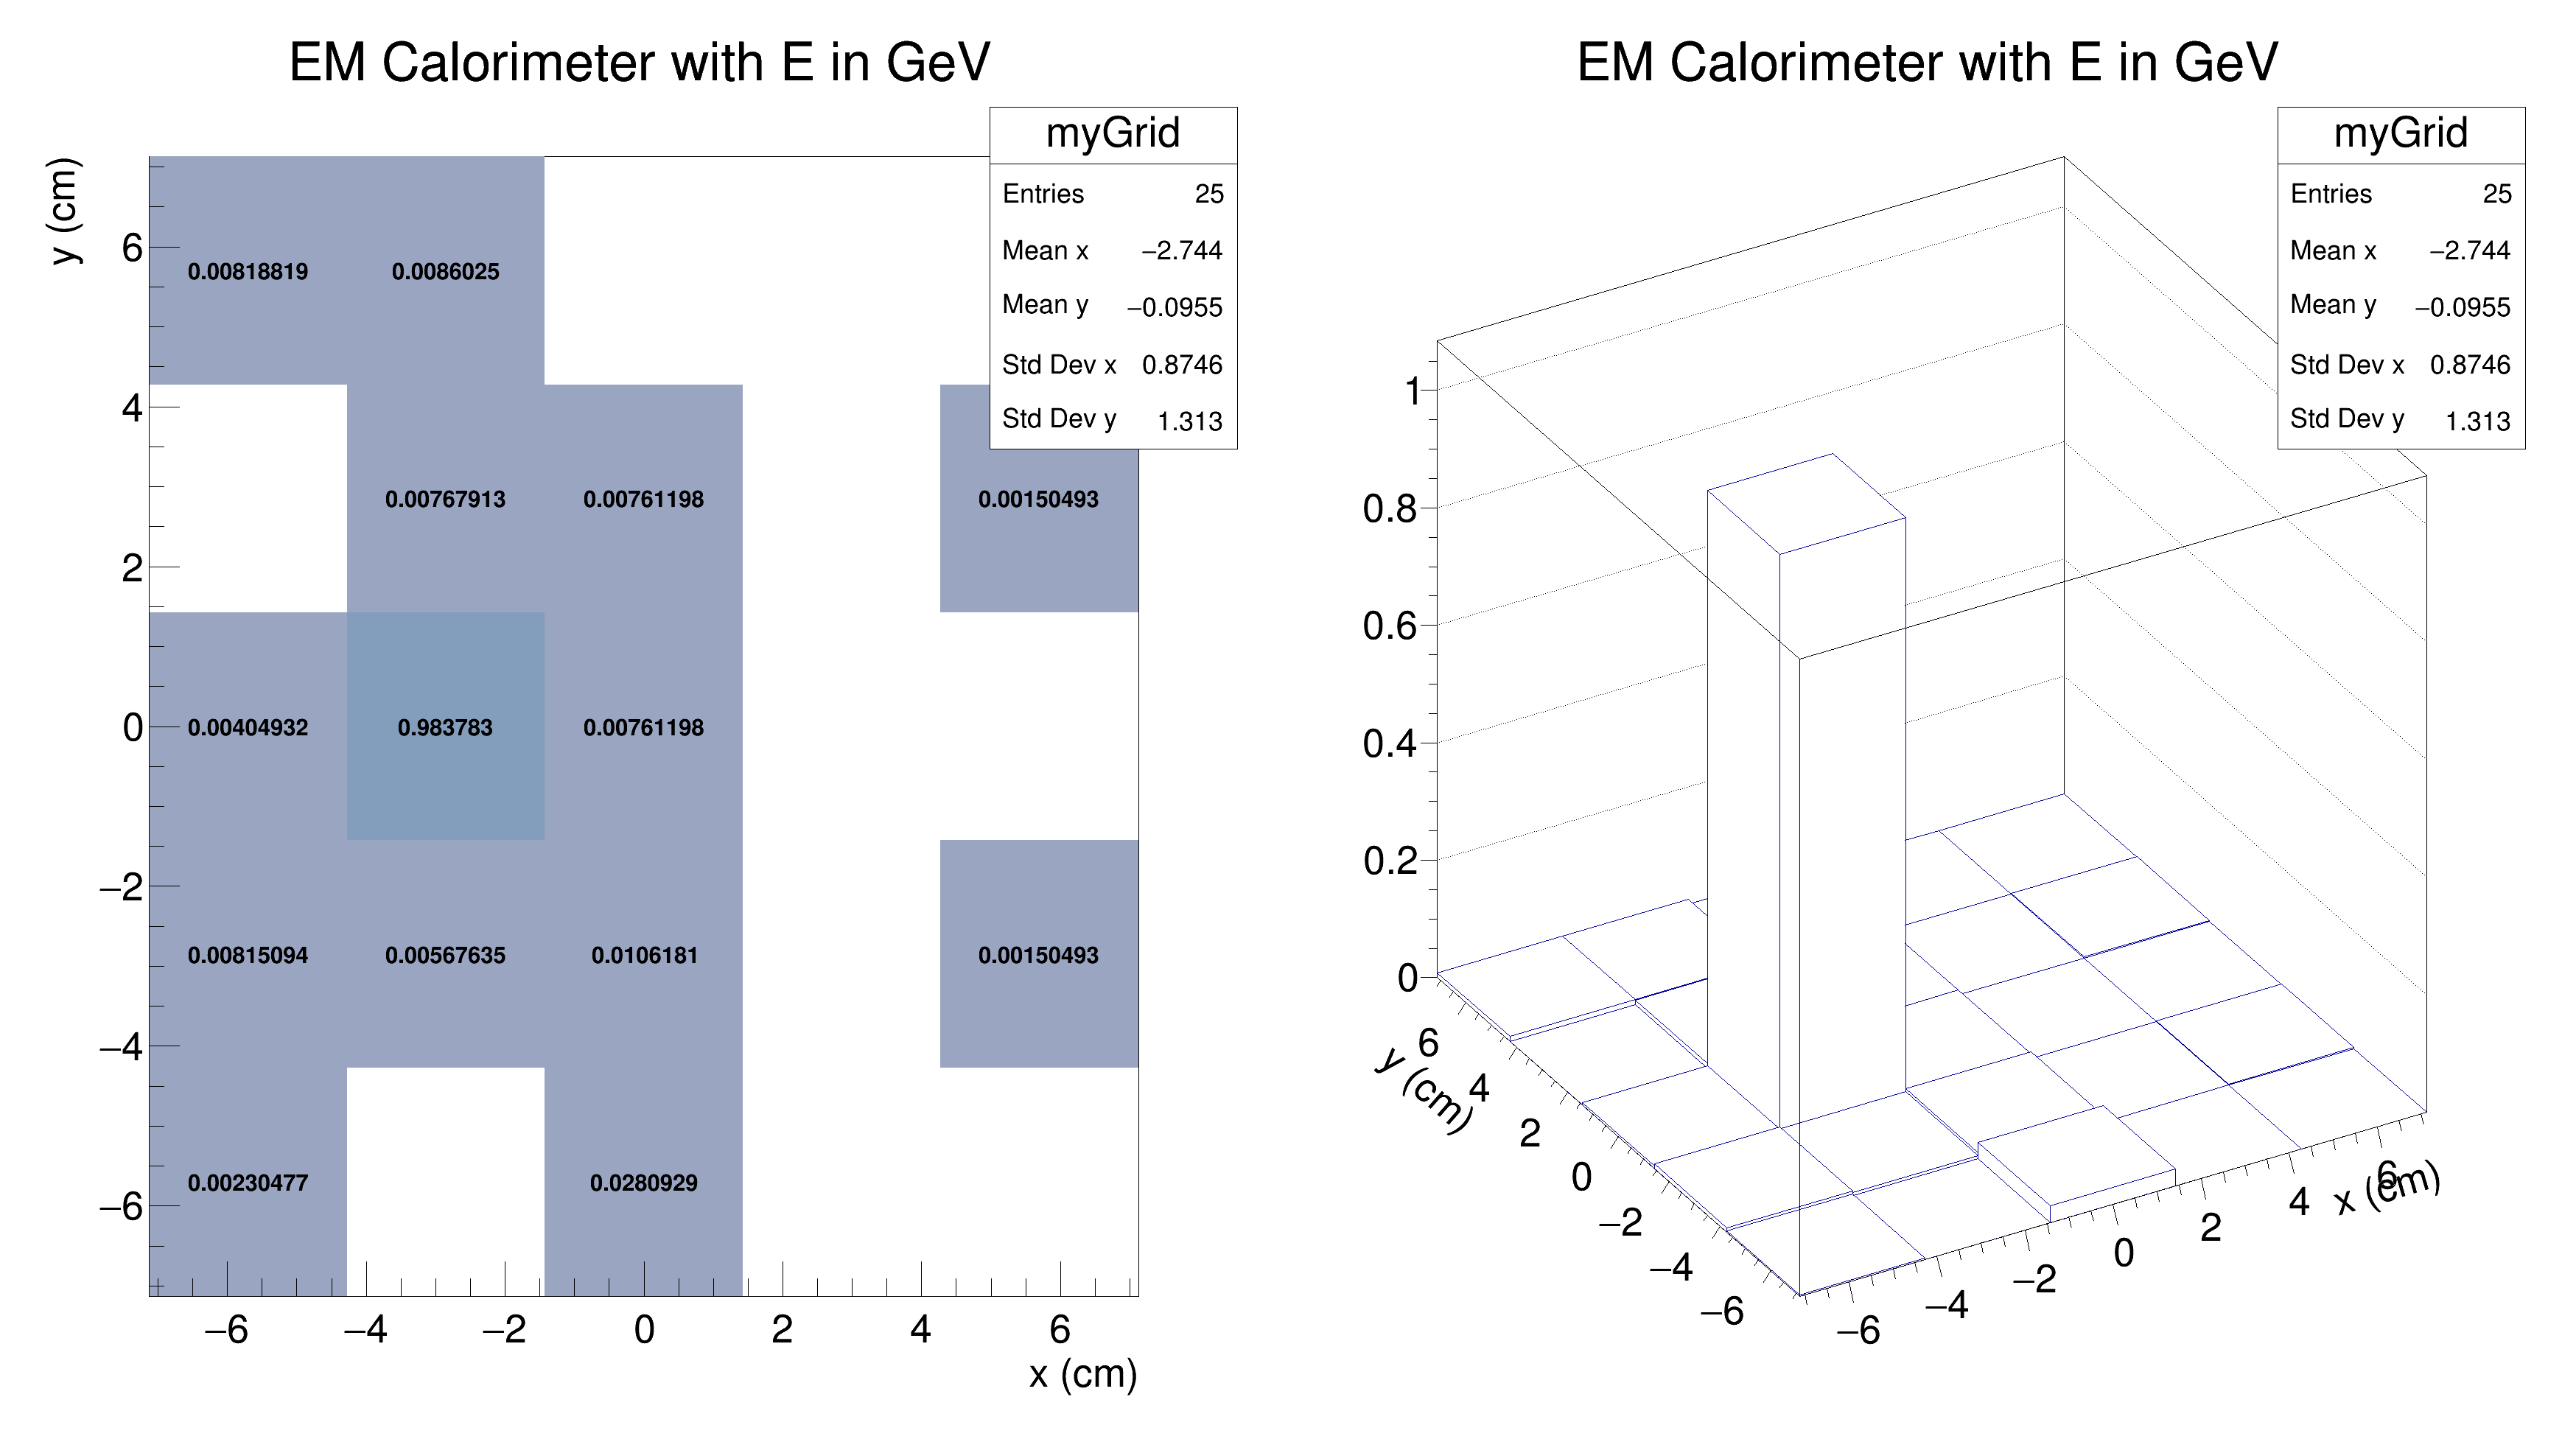 EM Calorimeter with E in GeV
myGrid
Entries 25
Mean x −2.744
Mean y −0.0955
Std Dev x 0.8746
Std Dev y 1.313
y (cm)
6
4
2
0
−2
−4
−6
0.00818819 0.0086025
0.00767913 0.00761198 0.00150493
0.00404932 0.983783 0.00761198
0.00815094 0.00567635 0.0106181 0.00150493
0.00230477 0.0280929
−6 −4 −2 0 2 4 6
x (cm)
EM Calorimeter with E in GeV
myGrid
Entries 25
Mean x −2.744
Mean y −0.0955
Std Dev x 0.8746
Std Dev y 1.313
1
0.8
0.6
0.4
0.2
0
6
4
2
0
−2
−4
−6
y (cm)
−6
−4
−2
0
2
4
6
x (cm)